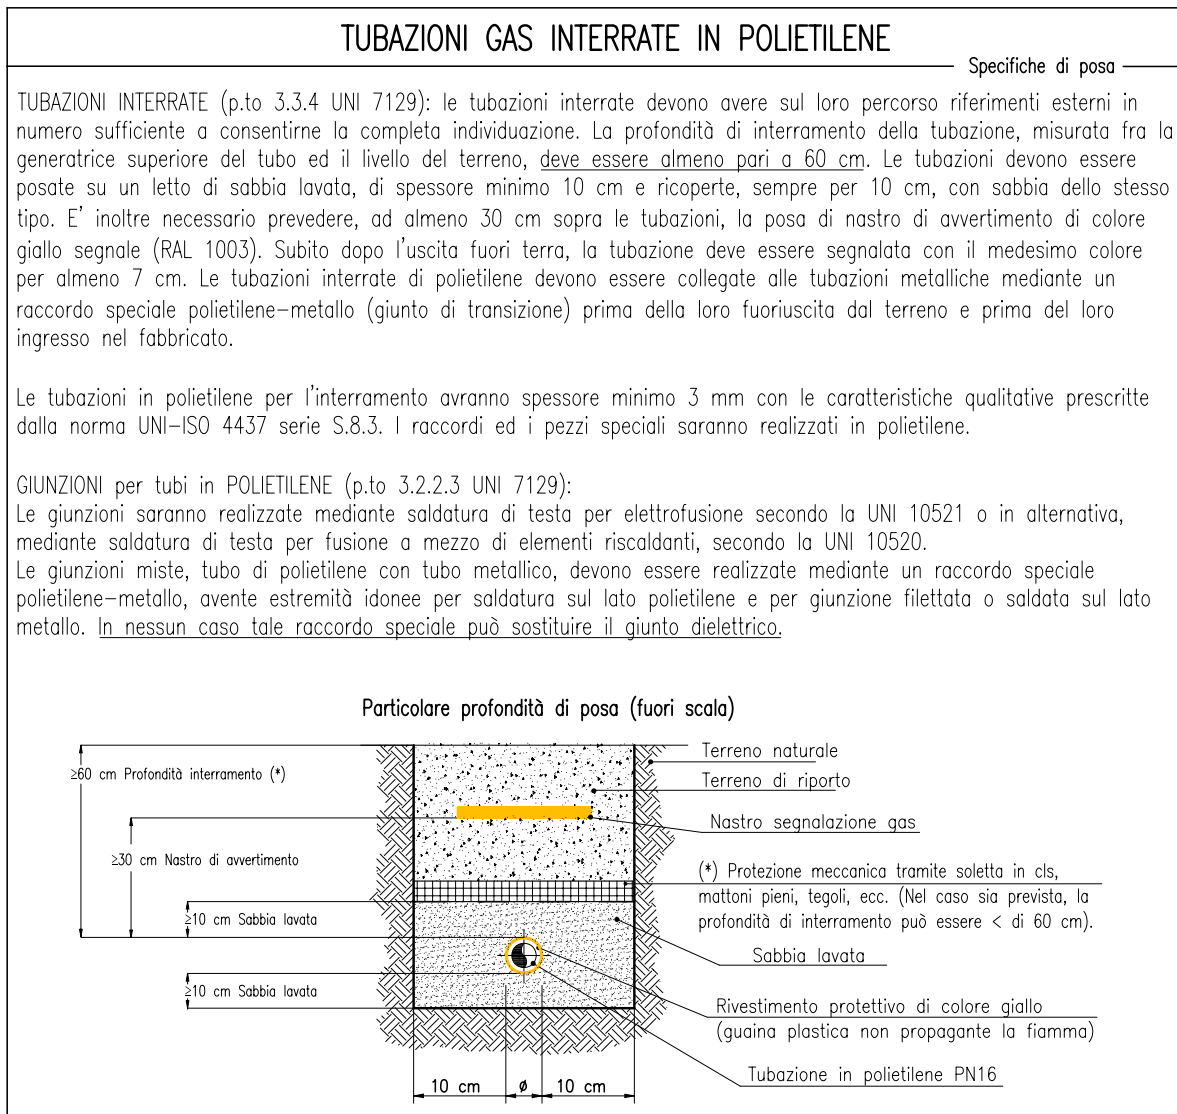 TUBAZIONI GAS INTERRATE IN POLIETILENE
Specifiche di posa
TUBAZIONI INTERRATE (p.to 3.3.4 UNI 7129): le tubazioni interrate devono avere sul loro percorso riferimenti esterni in
numero sufficiente a consentirne la completa individuazione. La profondità di interramento della tubazione, misurata fra la
generatrice superiore del tubo ed il livello del terreno, deve essere almeno pari a 60 cm. Le tubazioni devono essere
posate su un letto di sabbia lavata, di spessore minimo 10 cm e ricoperte, sempre per 10 cm, con sabbia dello stesso
tipo. E' inoltre necessario prevedere, ad almeno 30 cm sopra le tubazioni, la posa di nastro di avvertimento di colore
giallo segnale (RAL 1003). Subito dopo l'uscita fuori terra, la tubazione deve essere segnalata con il medesimo colore
per almeno 7 cm. Le tubazioni interrate di polietilene devono essere collegate alle tubazioni metalliche mediante un
raccordo speciale polietilene-metallo (giunto di transizione) prima della loro fuoriuscita dal terreno e prima del loro
ingresso nel fabbricato.
Le tubazioni in polietilene per l'interramento avranno spessore minimo 3 mm con le caratteristiche qualitative prescritte
dalla norma UNI-ISO 4437 serie S.8.3. I raccordi ed i pezzi speciali saranno realizzati in polietilene.
GIUNZIONI per tubi in POLIETILENE (p.to 3.2.2.3 UNI 7129):
Le giunzioni saranno realizzate mediante saldatura di testa per elettrofusione secondo la UNI 10521 o in alternativa,
mediante saldatura di testa per fusione a mezzo di elementi riscaldanti, secondo la UNI 10520.
Le giunzioni miste, tubo di polietilene con tubo metallico, devono essere realizzate mediante un raccordo speciale
polietilene-metallo, avente estremità idonee per saldatura sul lato polietilene e per giunzione filettata o saldata sul lato
metallo. In nessun caso tale raccordo speciale può sostituire il giunto dielettrico.
Particolare profondità di posa (fuori scala)
≥60 cm Profondità interramento (*)
≥30 cm Nastro di avvertimento
≥10 cm Sabbia lavata
≥10 cm Sabbia lavata
Terreno naturale
Terreno di riporto
Nastro segnalazione gas
(*) Protezione meccanica tramite soletta in cls,
mattoni pieni, tegoli, ecc. (Nel caso sia prevista, la
profondità di interramento può essere < di 60 cm).
Sabbia lavata
Rivestimento protettivo di colore giallo
(guaina plastica non propagante la fiamma)
Tubazione in polietilene PN16
10 cm ø 10 cm